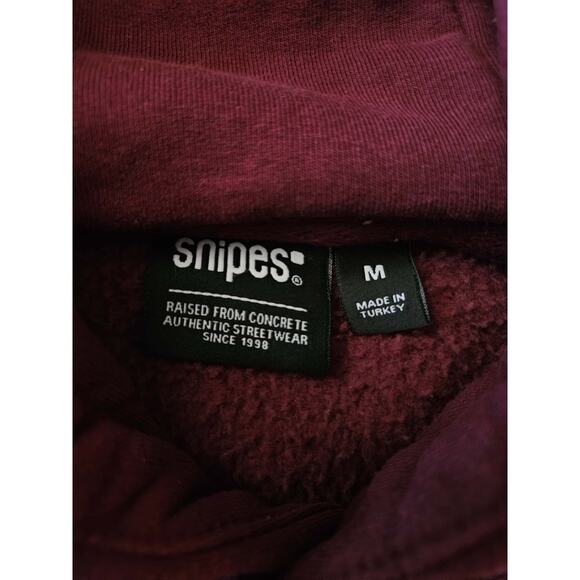 snipes®
RAISED FROM CONCRETE
AUTHENTIC STREETWEAR
SINCE 1998
M
MADE IN
TURKEY